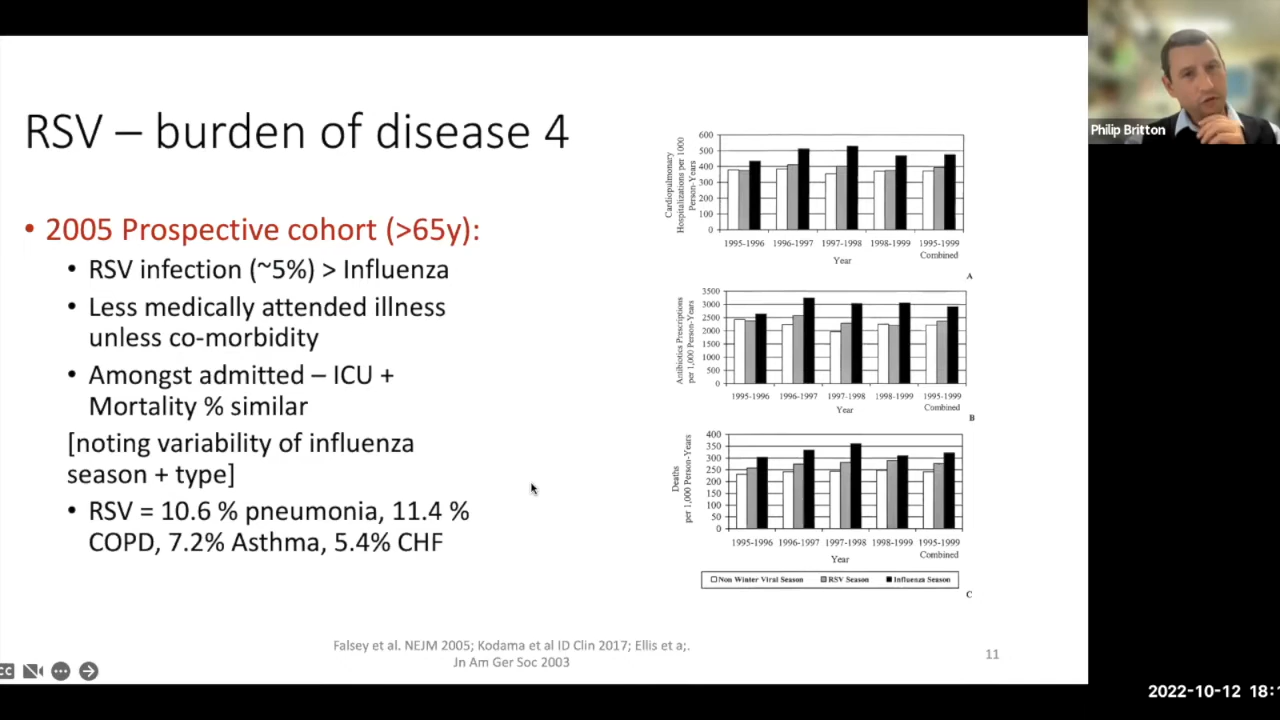 RSV – burden of disease 4
• 2005 Prospective cohort (>65y):
• RSV infection (~5%) > Influenza
• Less medically attended illness
unless co-morbidity
• Amongst admitted – ICU +
Mortality % similar
[noting variability of influenza
season + type]
• RSV = 10.6 % pneumonia, 11.4 %
COPD, 7.2% Asthma, 5.4% CHF
Cardiopulmonary
Hospitalizations per 1000
Person-Years
600
500
400
300
200
100
0
1995-1996 1996-1997 1997-1998 1998-1999 1995-1999
Combined
Year
A
Antibiotics Prescriptions
per 1,000 Person-Years
3500
3000
2500
2000
1500
1000
500
0
1995-1996 1996-1997 1997-1998 1998-1999 1995-1999
Combined
Year
B
Deaths
per 1,000 Person-Years
400
350
300
250
200
150
100
50
0
1995-1996 1996-1997 1997-1998 1998-1999 1995-1999
Combined
Year
Non Winter Viral Season RSV Season Influenza Season
C
Falsey et al. NEJM 2005; Kodama et al ID Clin 2017; Ellis et a;.
Jn Am Ger Soc 2003
11
Philip Britton
CC
2022-10-12 18: